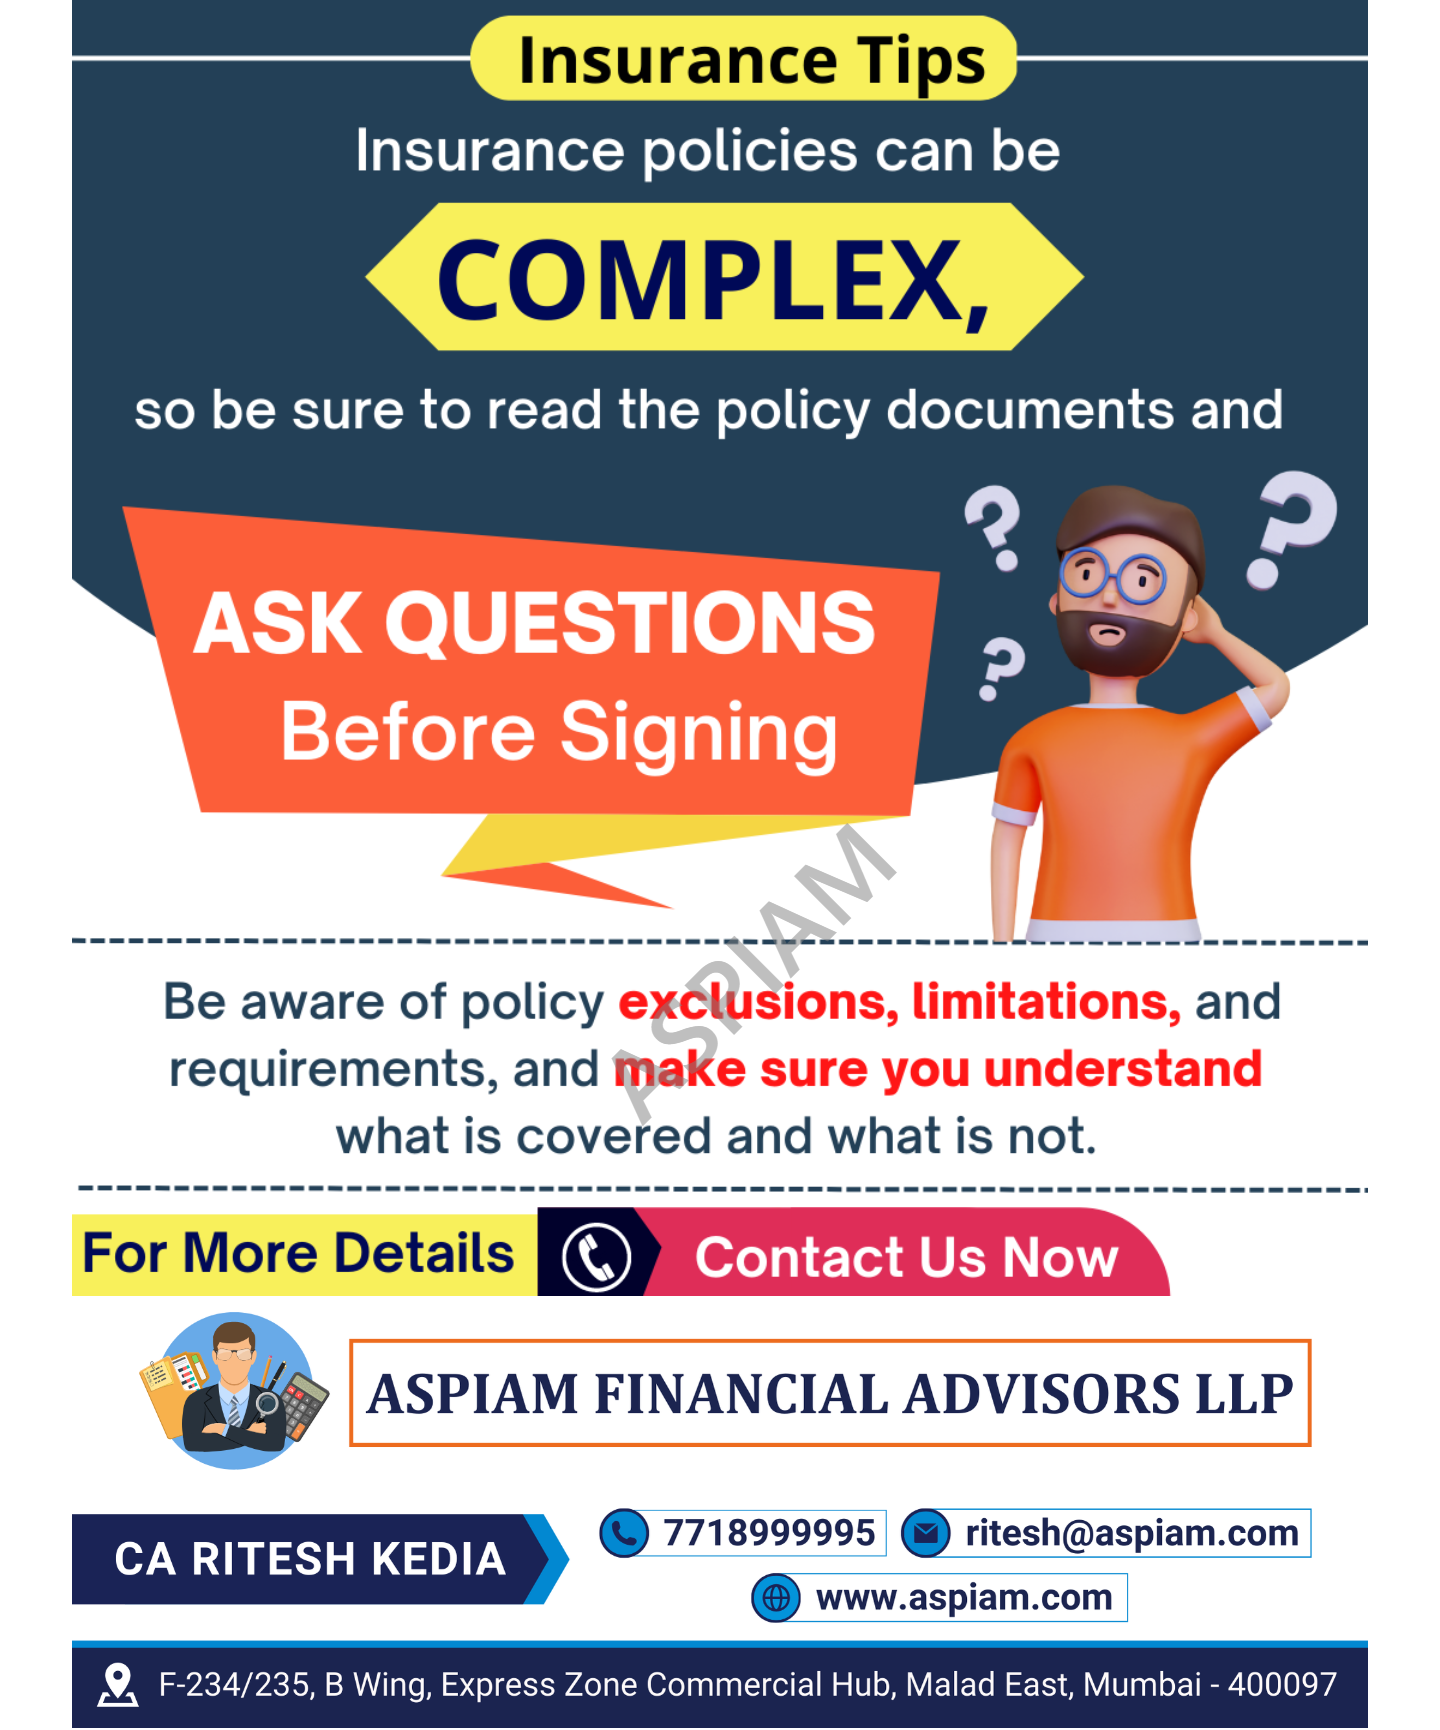 Insurance Tips
Insurance policies can be
COMPLEX,
so be sure to read the policy documents and
ASK QUESTIONS
Before Signing
ASPIAM
Be aware of policy exclusions, limitations, and
requirements, and make sure you understand
what is covered and what is not.
For More Details
Contact Us Now
ASPIAM FINANCIAL ADVISORS LLP
CA RITESH KEDIA
7718999995
ritesh@aspiam.com
www.aspiam.com
F-234/235, B Wing, Express Zone Commercial Hub, Malad East, Mumbai - 400097